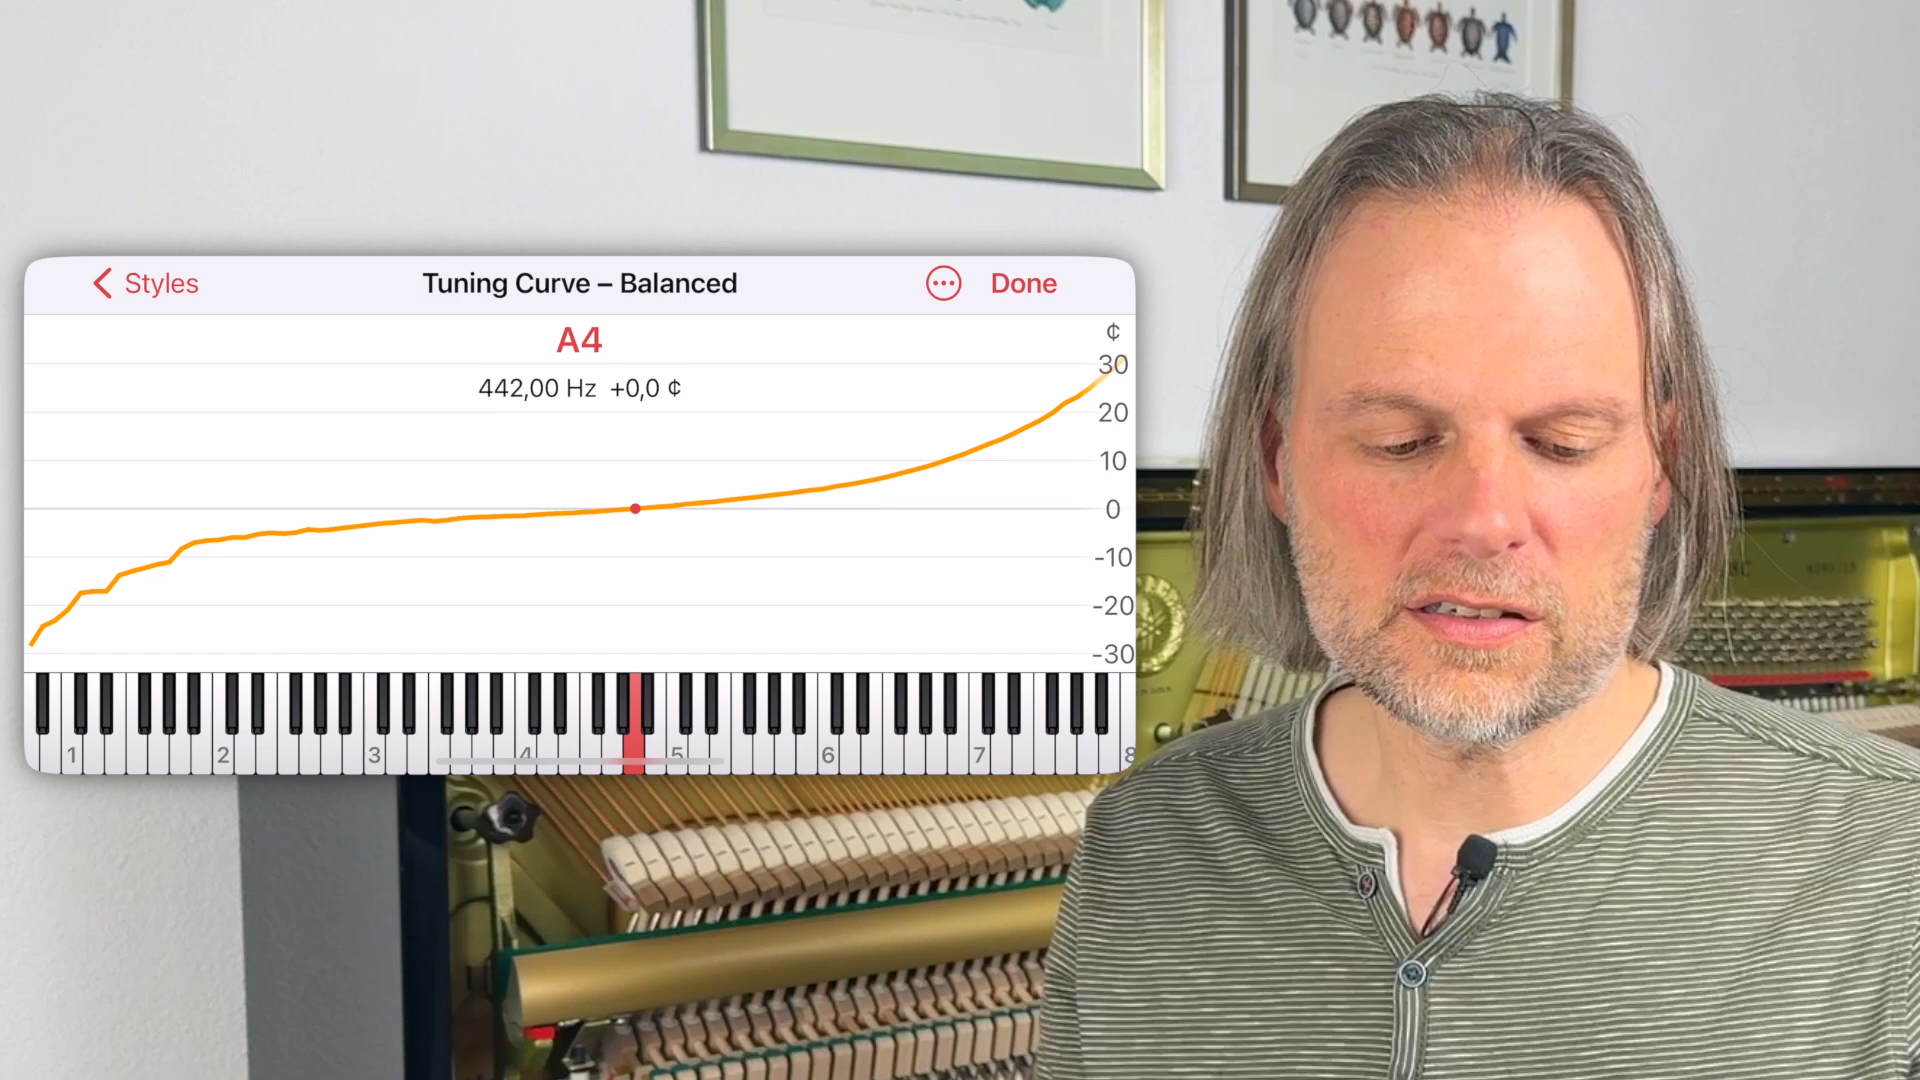 Styles
Tuning Curve – Balanced
Done
A4
442,00 Hz +0,0 ¢
¢
30
20
10
0
-10
-20
-30
1 2 3 4 5 6 7 8